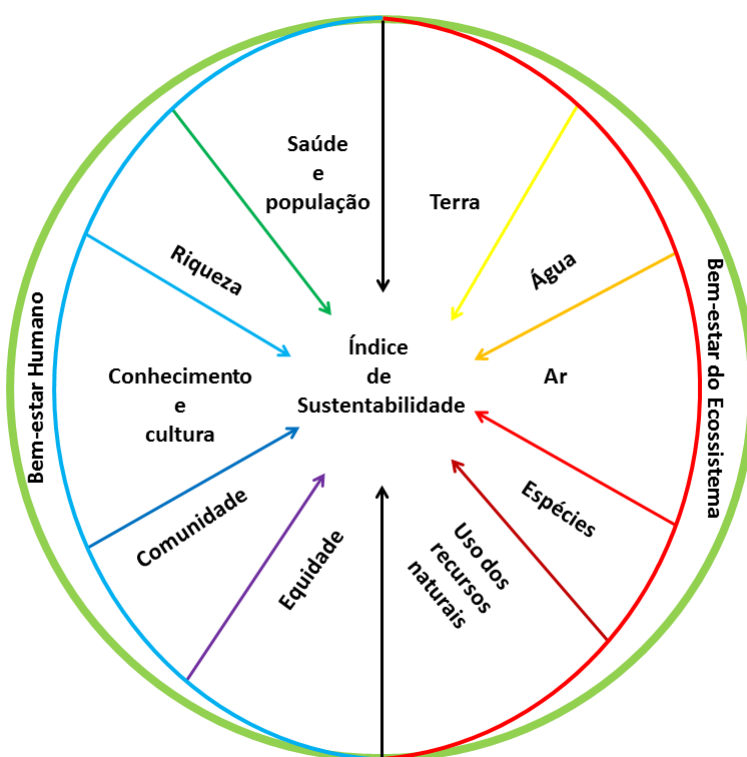 Saúde
e
população
Terra
Riqueza
Água
Bem-estar Humano
Bem-estar do Ecossistema
Índice
de
Sustentabilidade
Conhecimento
e
cultura
Ar
Comunidade
Espécies
Equidade
Uso dos
recursos
naturais